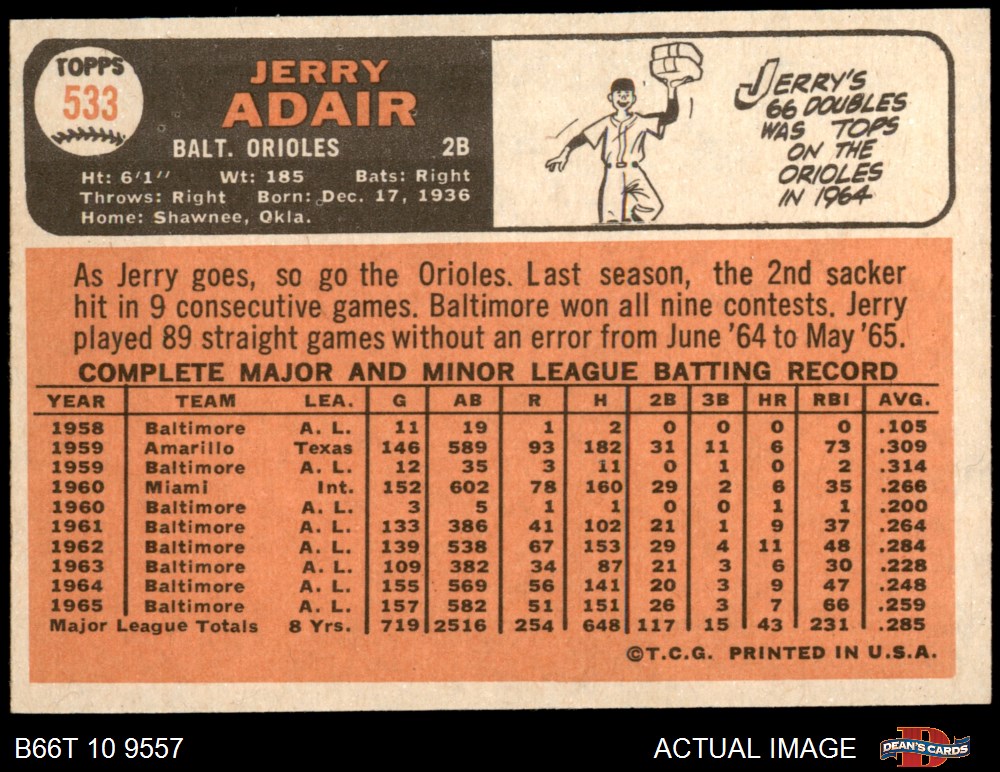 TOPPS
533
JERRY
ADAIR
BALT. ORIOLES 2B
Ht: 6'1" Wt: 185 Bats: Right
Throws: Right Born: Dec. 17, 1936
Home: Shawnee, Okla.
JERRY'S
66 DOUBLES
WAS TOPS
ON THE
ORIOLES
IN 1964
As Jerry goes, so go the Orioles. Last season, the 2nd sacker
hit in 9 consecutive games. Baltimore won all nine contests. Jerry
played 89 straight games without an error from June '64 to May '65.
COMPLETE MAJOR AND MINOR LEAGUE BATTING RECORD
YEAR TEAM LEA. G AB R H 2B 3B HR RBI AVG.
1958 Baltimore A. L. 11 19 1 2 0 0 0 0 .105
1959 Amarillo Texas 146 589 93 182 31 11 6 73 .309
1959 Baltimore A. L. 12 35 3 11 0 1 0 2 .314
1960 Miami Int. 152 602 78 160 29 2 6 35 .266
1960 Baltimore A. L. 3 5 1 1 0 0 1 1 .200
1961 Baltimore A. L. 133 386 41 102 21 1 9 37 .264
1962 Baltimore A. L. 139 538 67 153 29 4 11 48 .284
1963 Baltimore A. L. 109 382 34 87 21 3 6 30 .228
1964 Baltimore A. L. 155 569 56 141 20 3 9 47 .248
1965 Baltimore A. L. 157 582 51 151 26 3 7 66 .259
Major League Totals 8 Yrs. 719 2516 254 648 117 15 43 231 .285
©T.C.G. PRINTED IN U.S.A.
B66T 10 9557 ACTUAL IMAGE DEAN'S CARDS